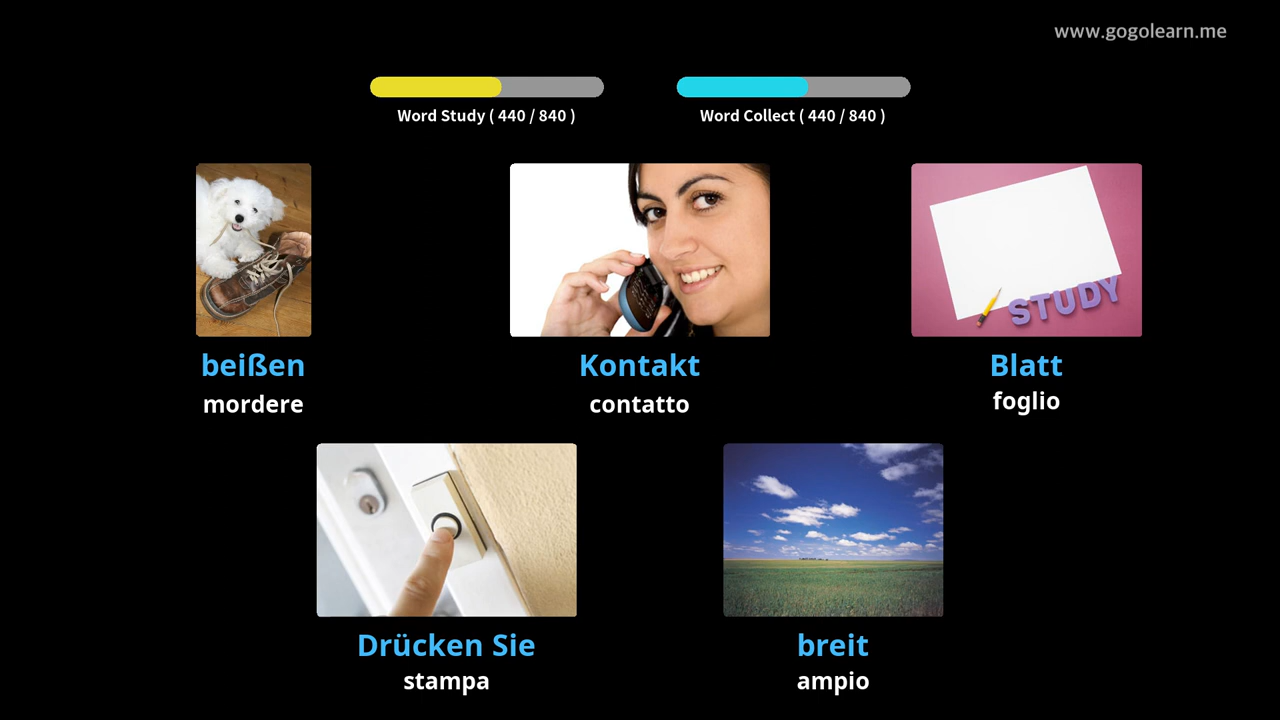 www.gogolearn.me
Word Study ( 440 / 840 )
Word Collect ( 440 / 840 )
STUDY
beißen
mordere
Kontakt
contatto
Blatt
foglio
Drücken Sie
stampa
breit
ampio